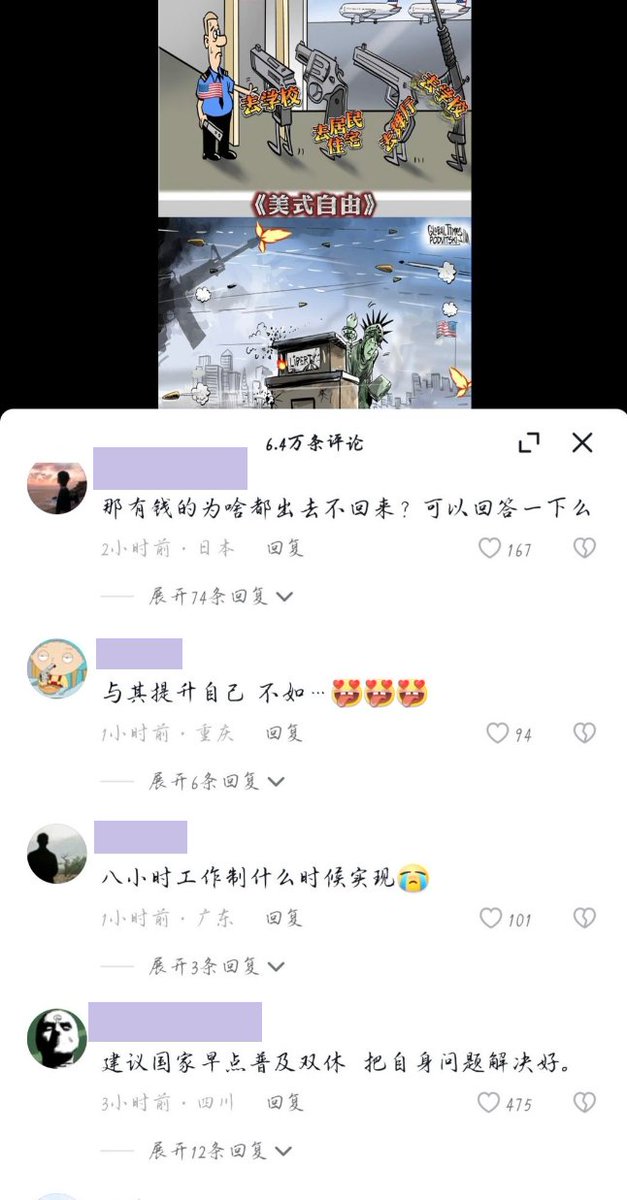 去学校
去居民
住宅
去学校
《美式自由》
GLOBAL TIMES
LIBERTY
6.4万条评论
那有钱的为啥都出去不回来？可以回答一下么
2小时前·日本 回复
167
展开74条回复
与其提升自己 不如…
1小时前·重庆 回复
94
展开6条回复
八小时工作制什么时候实现
1小时前·广东 回复
101
展开3条回复
建议国家早点普及双休 把自身问题解决好。
3小时前·四川 回复
475
展开12条回复